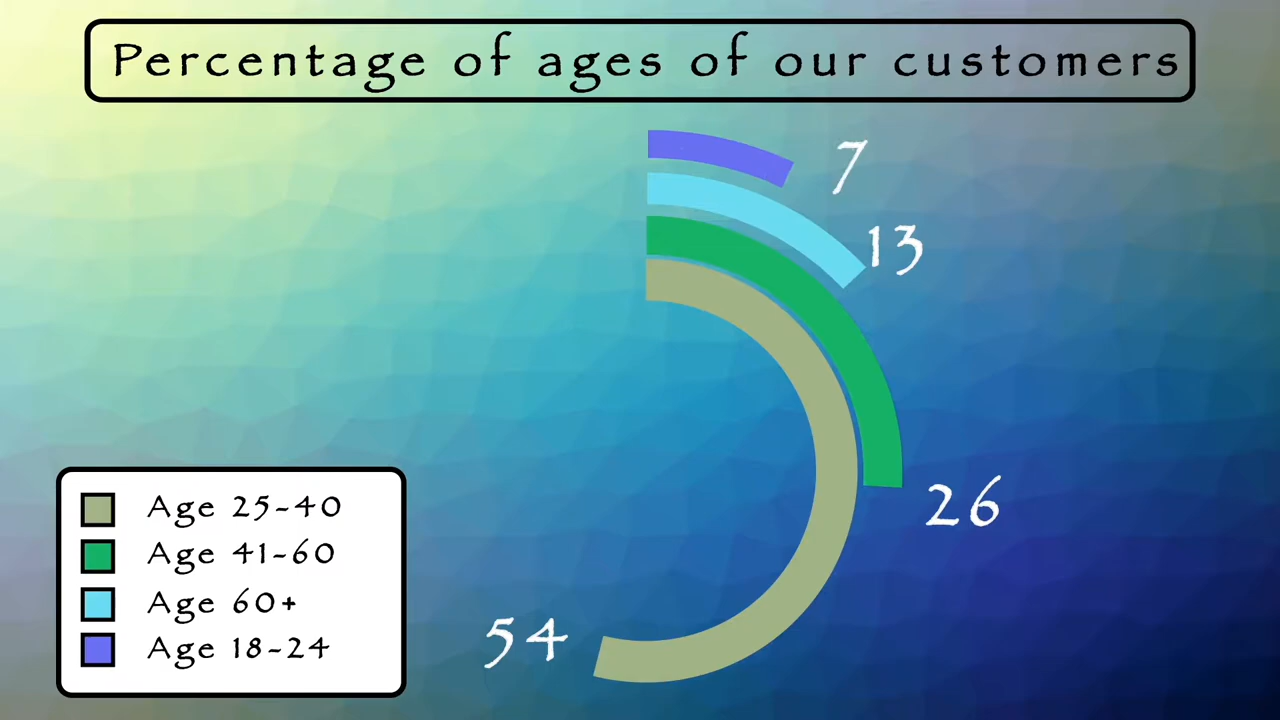 Percentage of ages of our customers
7
13
26
54
Age 25-40
Age 41-60
Age 60+
Age 18-24